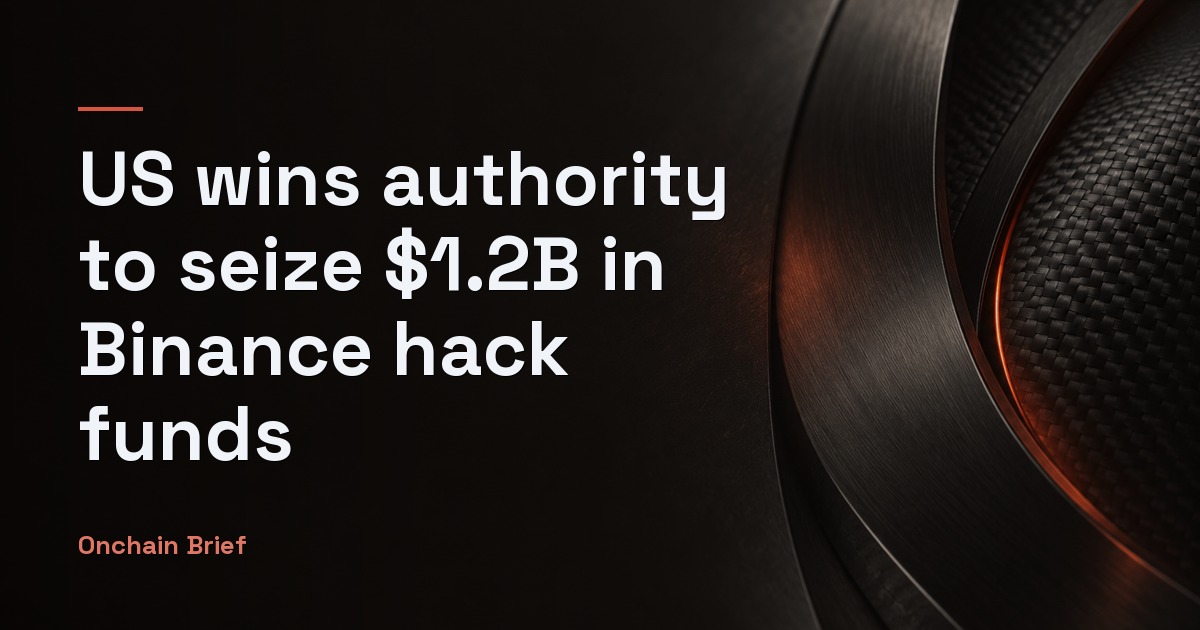 US wins authority
to seize $1.2B in
Binance hack
funds
Onchain Brief